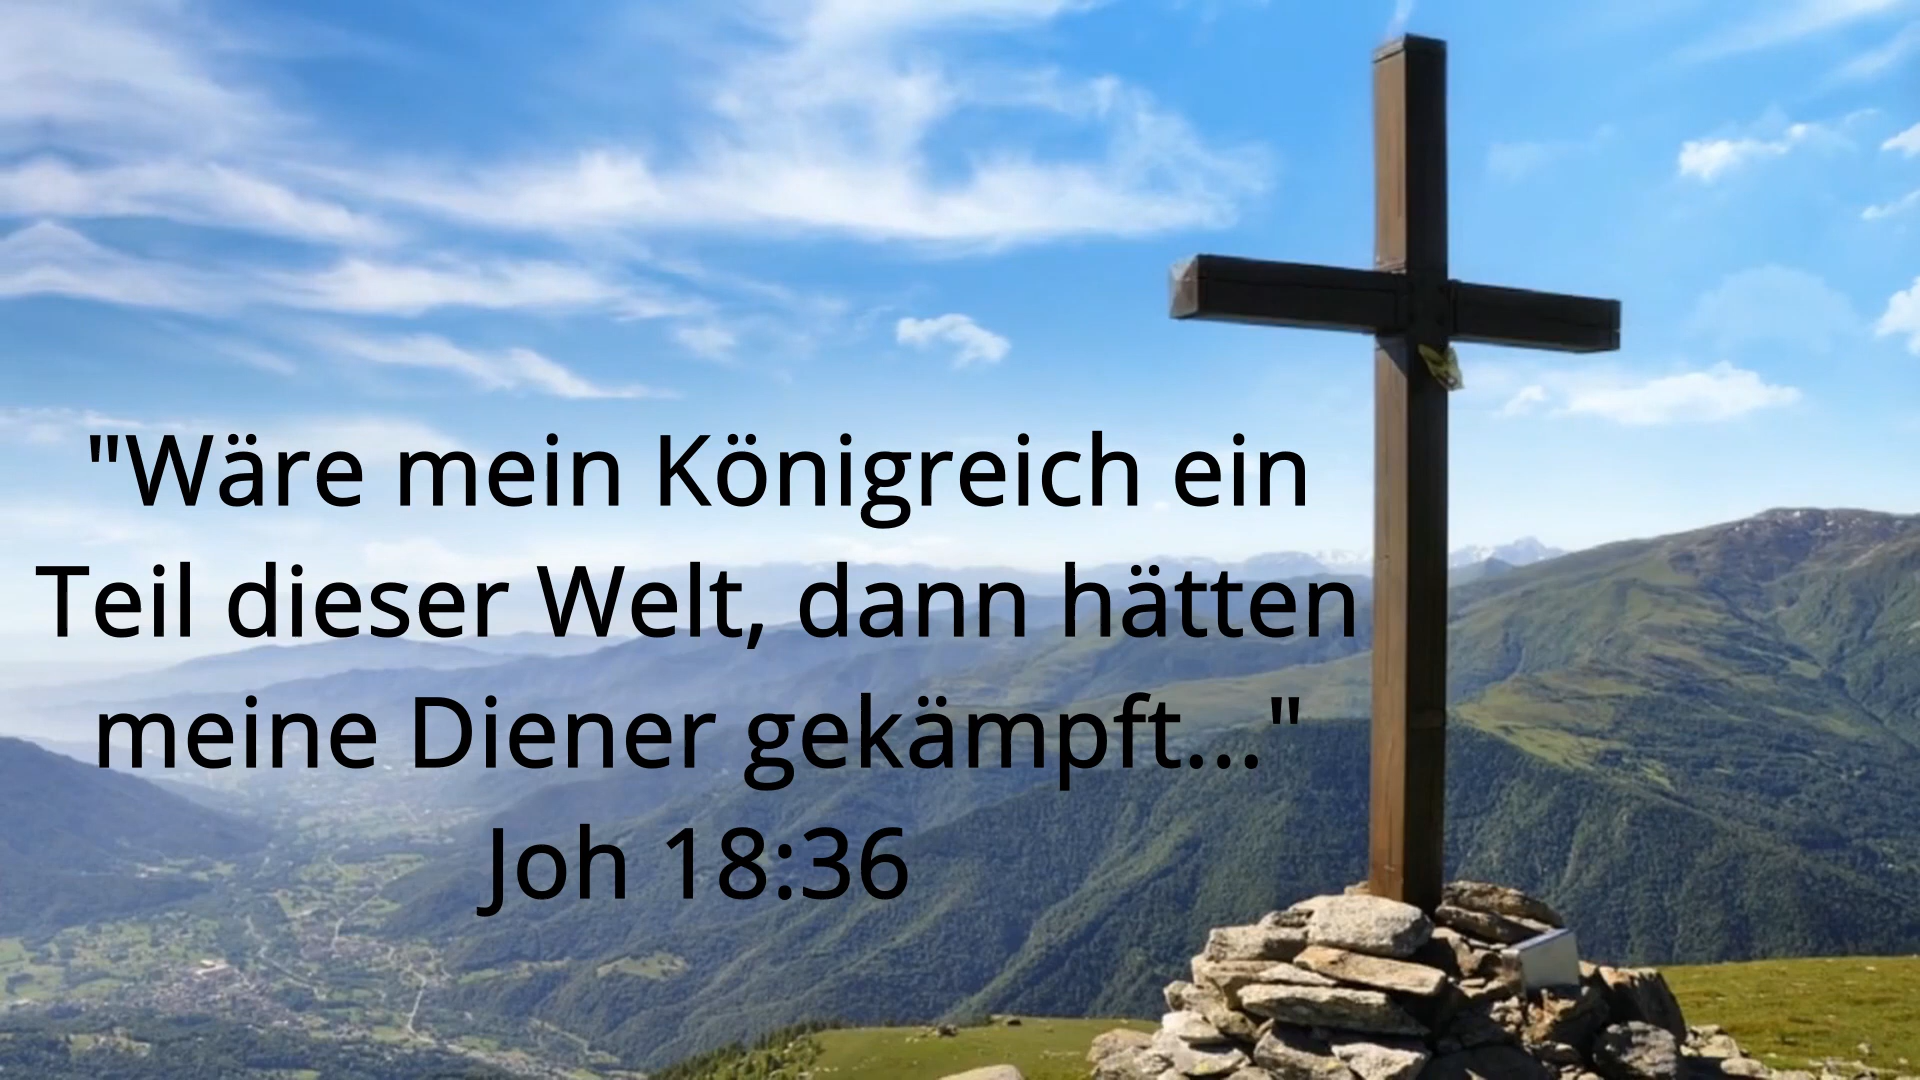 "Wäre mein Königreich ein
Teil dieser Welt, dann hätten
meine Diener gekämpft..."
Joh 18:36